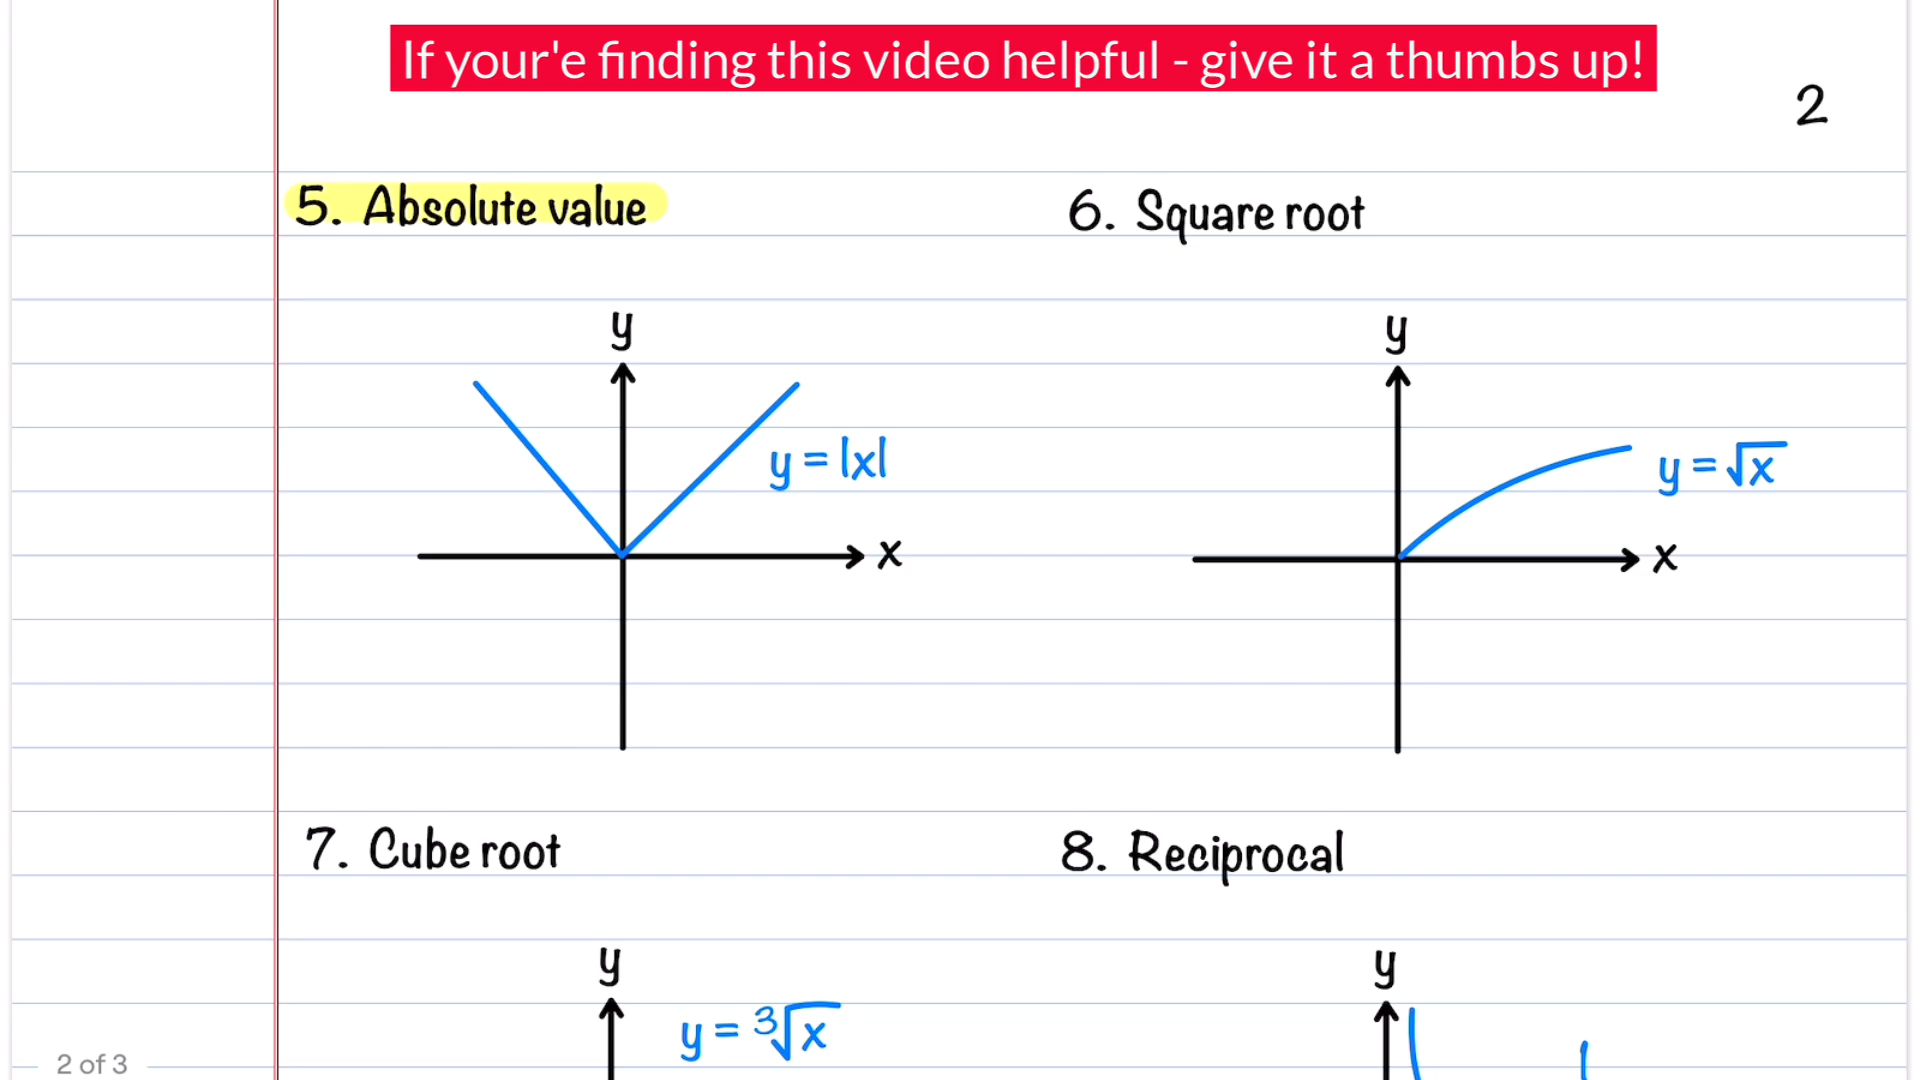 If your'e finding this video helpful - give it a thumbs up!
2
5. Absolute value
6. Square root
y
y
y = |x|
y = √x
x
x
7. Cube root
8. Reciprocal
y
y
y = ³√x
2 of 3